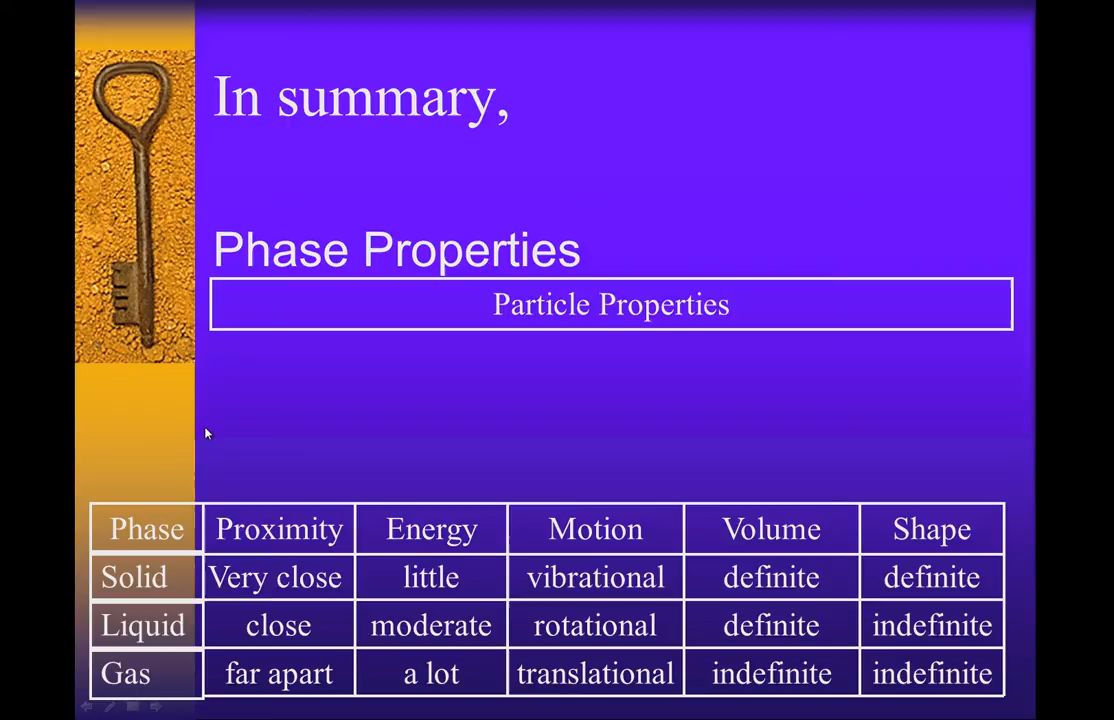 In summary,
Phase Properties
Particle Properties
Phase Proximity Energy Motion Volume Shape
Solid Very close little vibrational definite definite
Liquid close moderate rotational definite indefinite
Gas far apart a lot translational indefinite indefinite